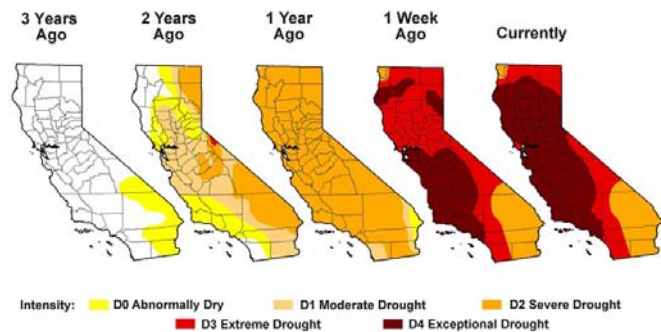 3 Years Ago
2 Years Ago
1 Year Ago
1 Week Ago
Currently
Intensity:
D0 Abnormally Dry
D1 Moderate Drought
D2 Severe Drought
D3 Extreme Drought
D4 Exceptional Drought